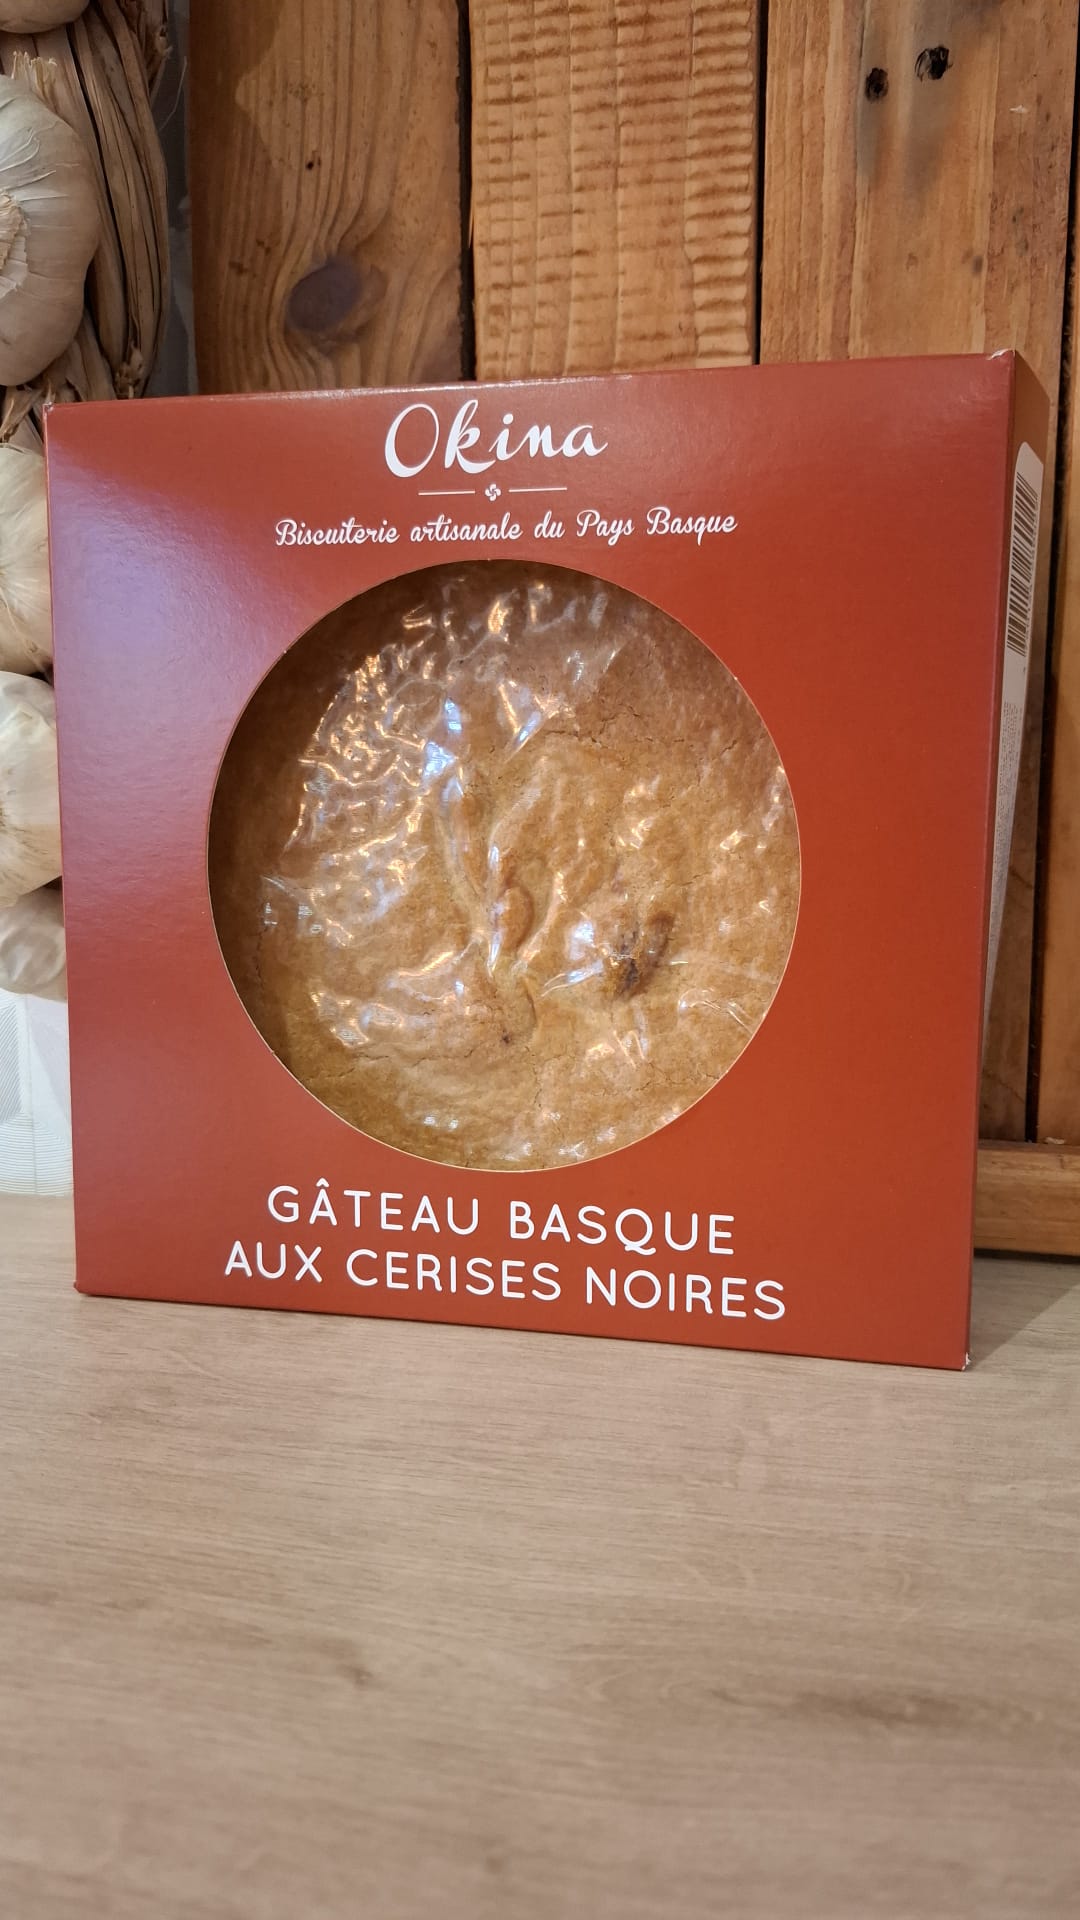 Okina
Biscuiterie artisanale du Pays Basque
GÂTEAU BASQUE
AUX CERISES NOIRES